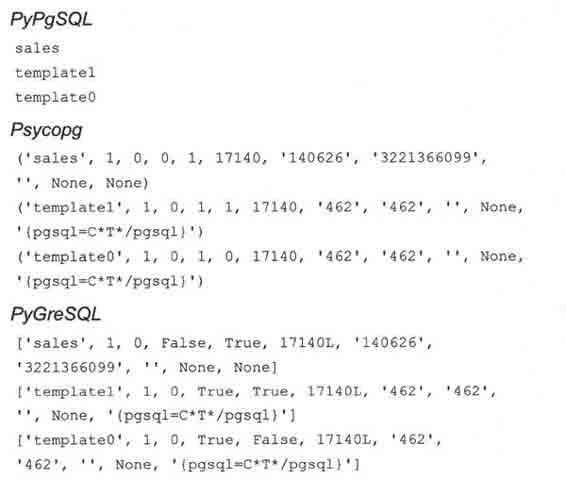 PyPgSQL
sales
template1
template0
Psycopg
('sales', 1, 0, 0, 1, 17140, '140626', '3221366099',
'', None, None)
('template1', 1, 0, 1, 1, 17140, '462', '462', '', None,
'{pgsql=C*T*/pgsql}')
('template0', 1, 0, 1, 0, 17140, '462', '462', '', None,
'{pgsql=C*T*/pgsql}')
PyGreSQL
['sales', 1, 0, False, True, 17140L, '140626',
'3221366099', '', None, None]
['template1', 1, 0, True, True, 17140L, '462', '462',
'', None, '{pgsql=C*T*/pgsql}']
['template0', 1, 0, True, False, 17140L, '462',
'462', '', None, '{pgsql=C*T*/pgsql}']